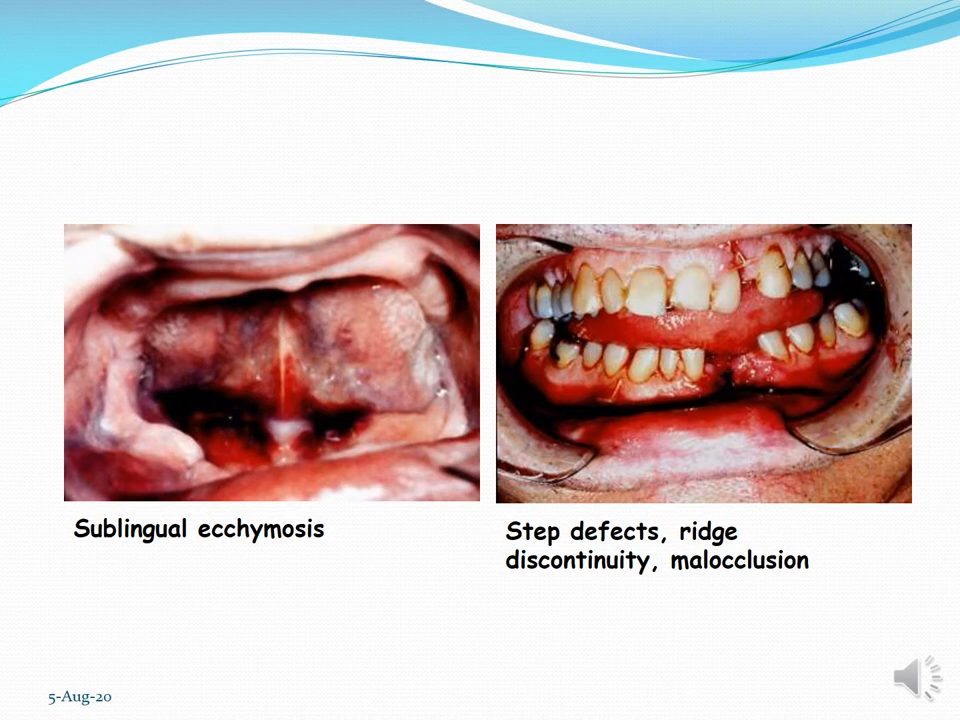 Sublingual ecchymosis
Step defects, ridge
discontinuity, malocclusion
5-Aug-20